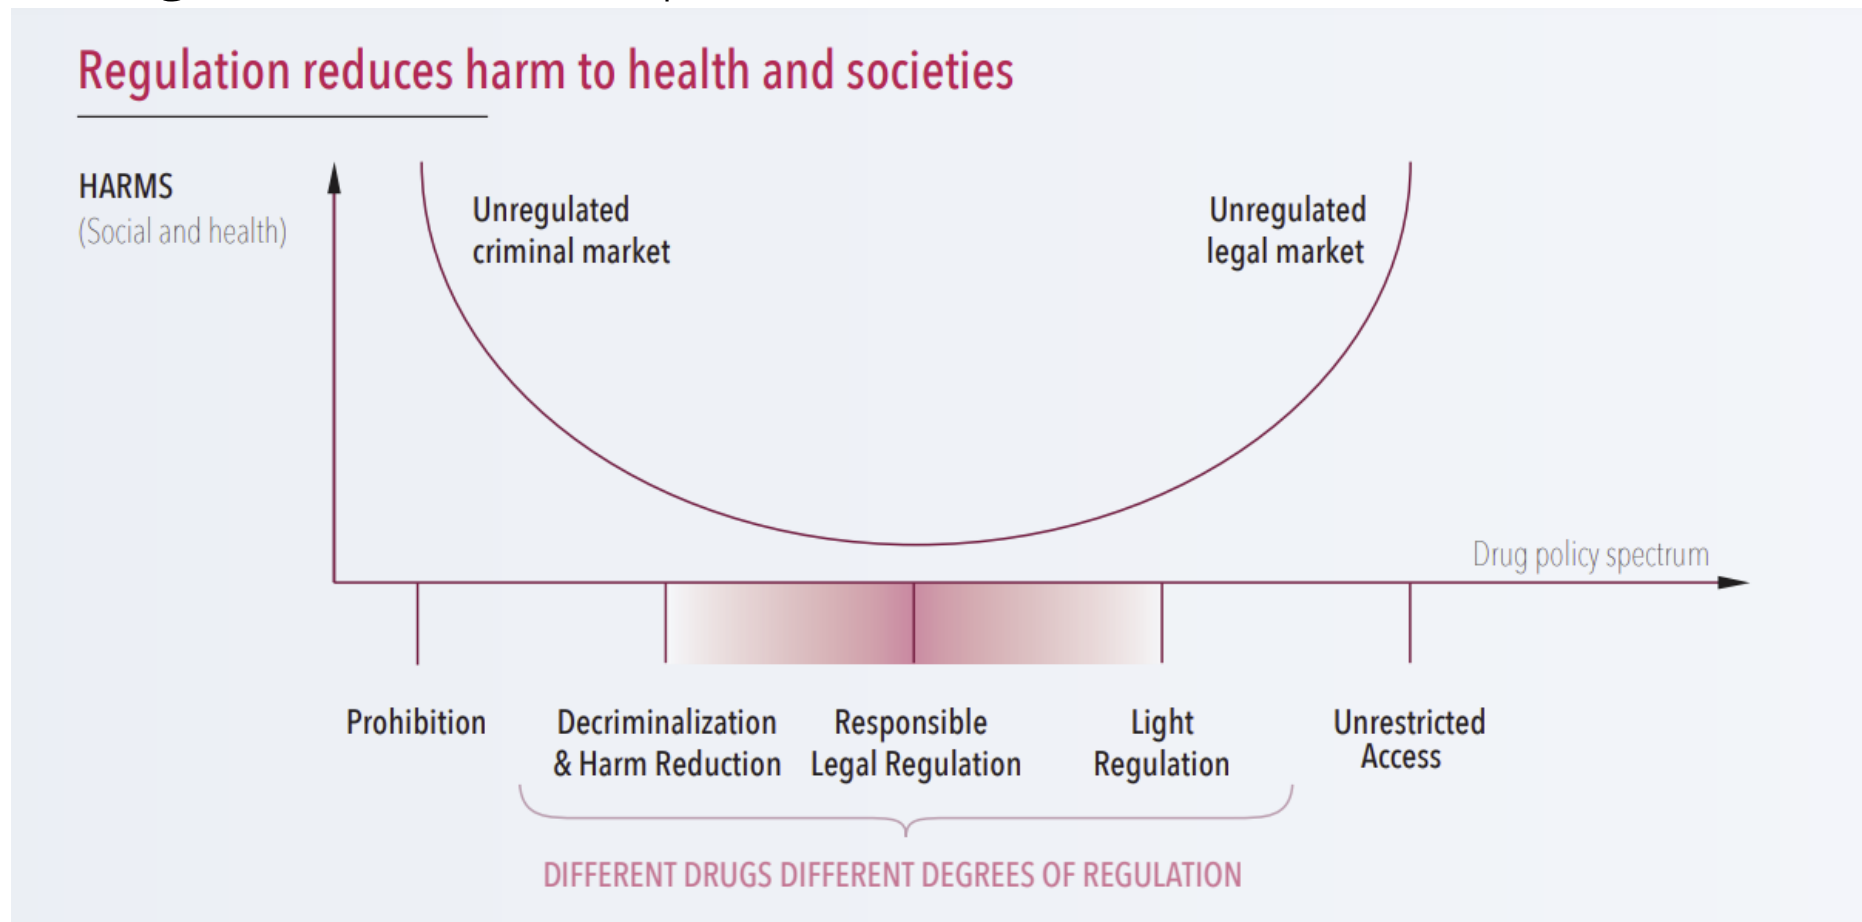 Regulation reduces harm to health and societies
HARMS
(Social and health)
Unregulated
criminal market
Unregulated
legal market
Drug policy spectrum
Prohibition
Decriminalization
& Harm Reduction
Responsible
Legal Regulation
Light
Regulation
Unrestricted
Access
DIFFERENT DRUGS DIFFERENT DEGREES OF REGULATION